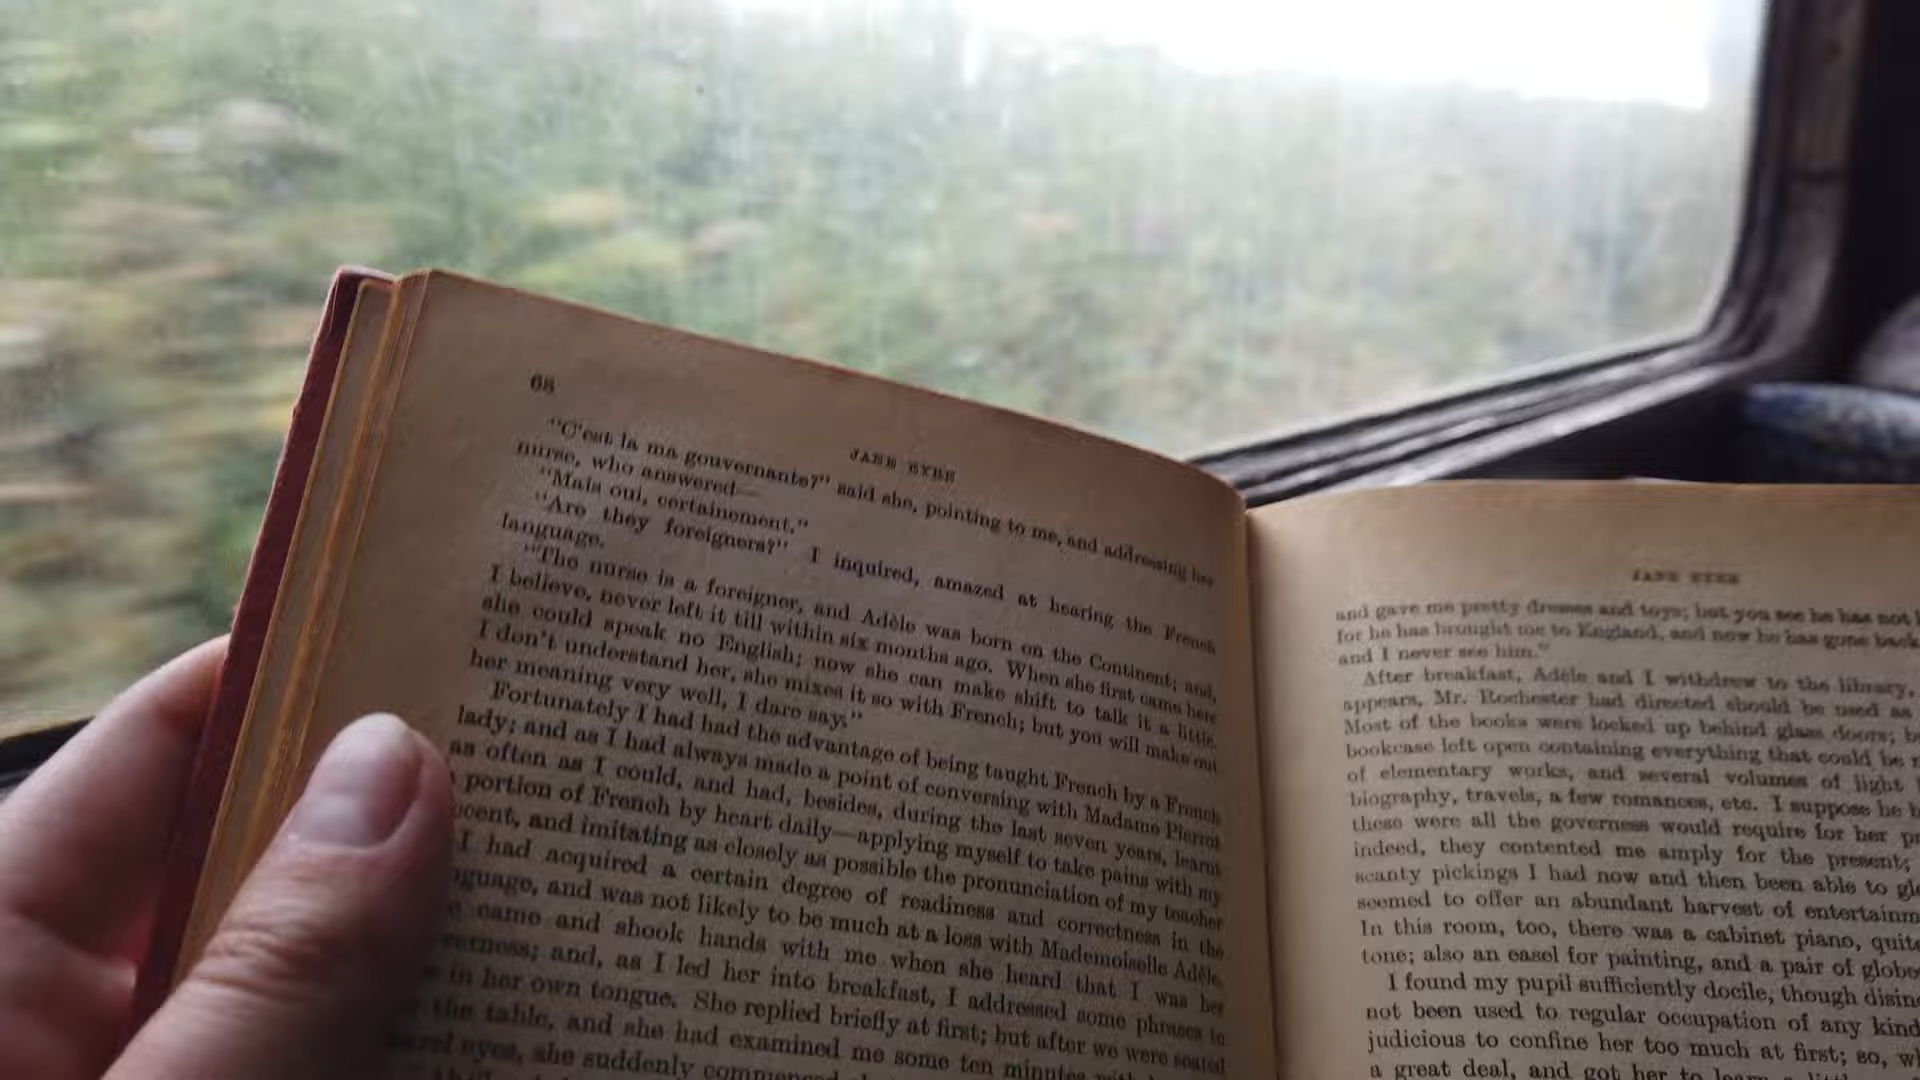 68
JANE EYRE
"C'est la ma gouvernante?" said she, pointing to me, and addressing her
nurse, who answered—
"Mais oui, certainement."
"Are they foreigners?" I inquired, amazed at hearing the French
language.
"The nurse is a foreigner, and Adèle was born on the Continent; and,
I believe, never left it till within six months ago. When she first came here
she could speak no English; now she can make shift to talk it a little.
I don't understand her, she mixes it so with French; but you will make out
her meaning very well, I dare say."
Fortunately I had had the advantage of being taught French by a French
lady; and as I had always made a point of conversing with Madame Pierrot
as often as I could, and had, besides, during the last seven years, learnt
portion of French by heart daily—applying myself to take pains with my
ccent, and imitating as closely as possible the pronunciation of my teacher
I had acquired a certain degree of readiness and correctness in the
nguage, and was not likely to be much at a loss with Mademoiselle Adèle.
came and shook hands with me when she heard that I was her
verness; and, as I led her into breakfast, I addressed some phrases to
in her own tongue. She replied briefly at first; but after we were seated
the table, and she had examined me some ten minutes with
eyes, she suddenly commenced
JANE EYRE
and gave me pretty dresses and toys; but you see he has not
for he has brought me to England, and now he has gone back
and I never see him."
After breakfast, Adèle and I withdrew to the library,
appears, Mr. Rochester had directed should be used as
Most of the books were locked up behind glass doors; b
bookcase left open containing everything that could be
of elementary works, and several volumes of light
biography, travels, a few romances, etc. I suppose he
these were all the governess would require for her
indeed, they contented me amply for the present;
scanty pickings I had now and then been able to gl
seemed to offer an abundant harvest of entertainm
In this room, too, there was a cabinet piano, quite
tone; also an easel for painting, and a pair of globe
I found my pupil sufficiently docile, though disin
not been used to regular occupation of any kind
judicious to confine her too much at first; so, w
a great deal, and got her to learn a